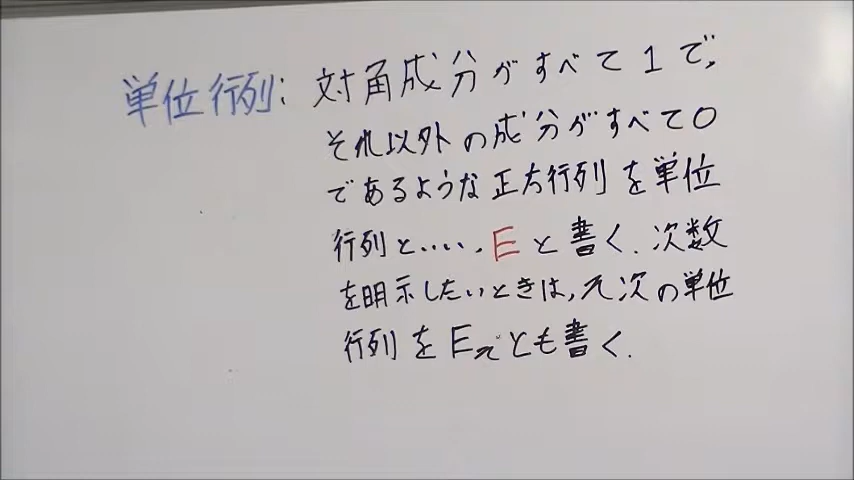 単位行列: 対角成分がすべて1で,
それ以外の成分がすべて0
であるような正方行列を単位
行列といい, Eと書く. 次数
を明示したいときは, n次の単位
行列をEnとも書く.